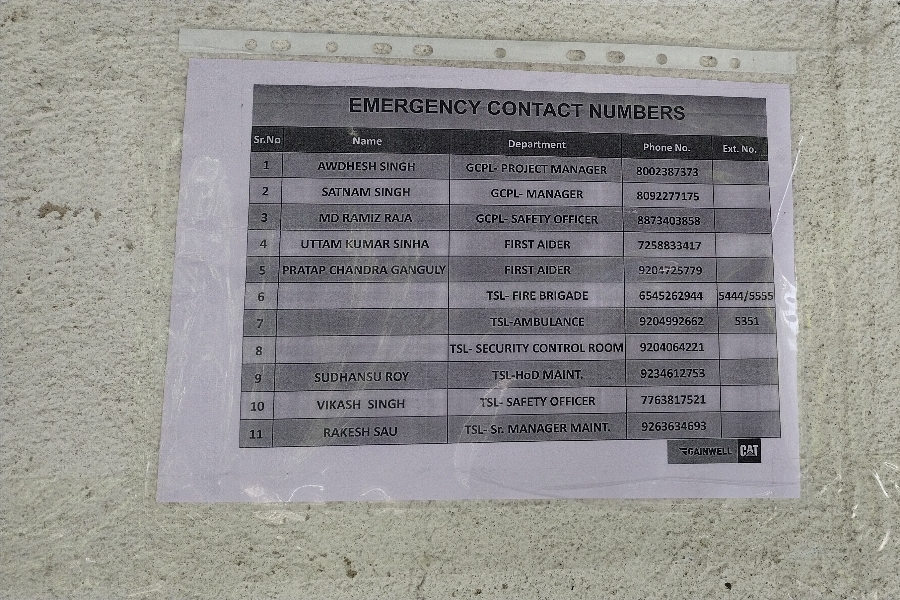 EMERGENCY CONTACT NUMBERS
Sr.No Name Department Phone No. Ext. No.
1 AWDHESH SINGH GCPL- PROJECT MANAGER 8002387373
2 SATNAM SINGH GCPL- MANAGER 8092277175
3 MD RAMIZ RAJA GCPL- SAFETY OFFICER 8873403858
4 UTTAM KUMAR SINHA FIRST AIDER 7258833417
5 PRATAP CHANDRA GANGULY FIRST AIDER 9204725779
6 TSL- FIRE BRIGADE 6545262944 5444/5555
7 TSL-AMBULANCE 9204992662 5351
8 TSL- SECURITY CONTROL ROOM 9204064221
9 SUDHANSU ROY TSL-HoD MAINT. 9234612753
10 VIKASH SINGH TSL- SAFETY OFFICER 7763817521
11 RAKESH SAU TSL- Sr. MANAGER MAINT. 9263634693
GAINWELL CAT